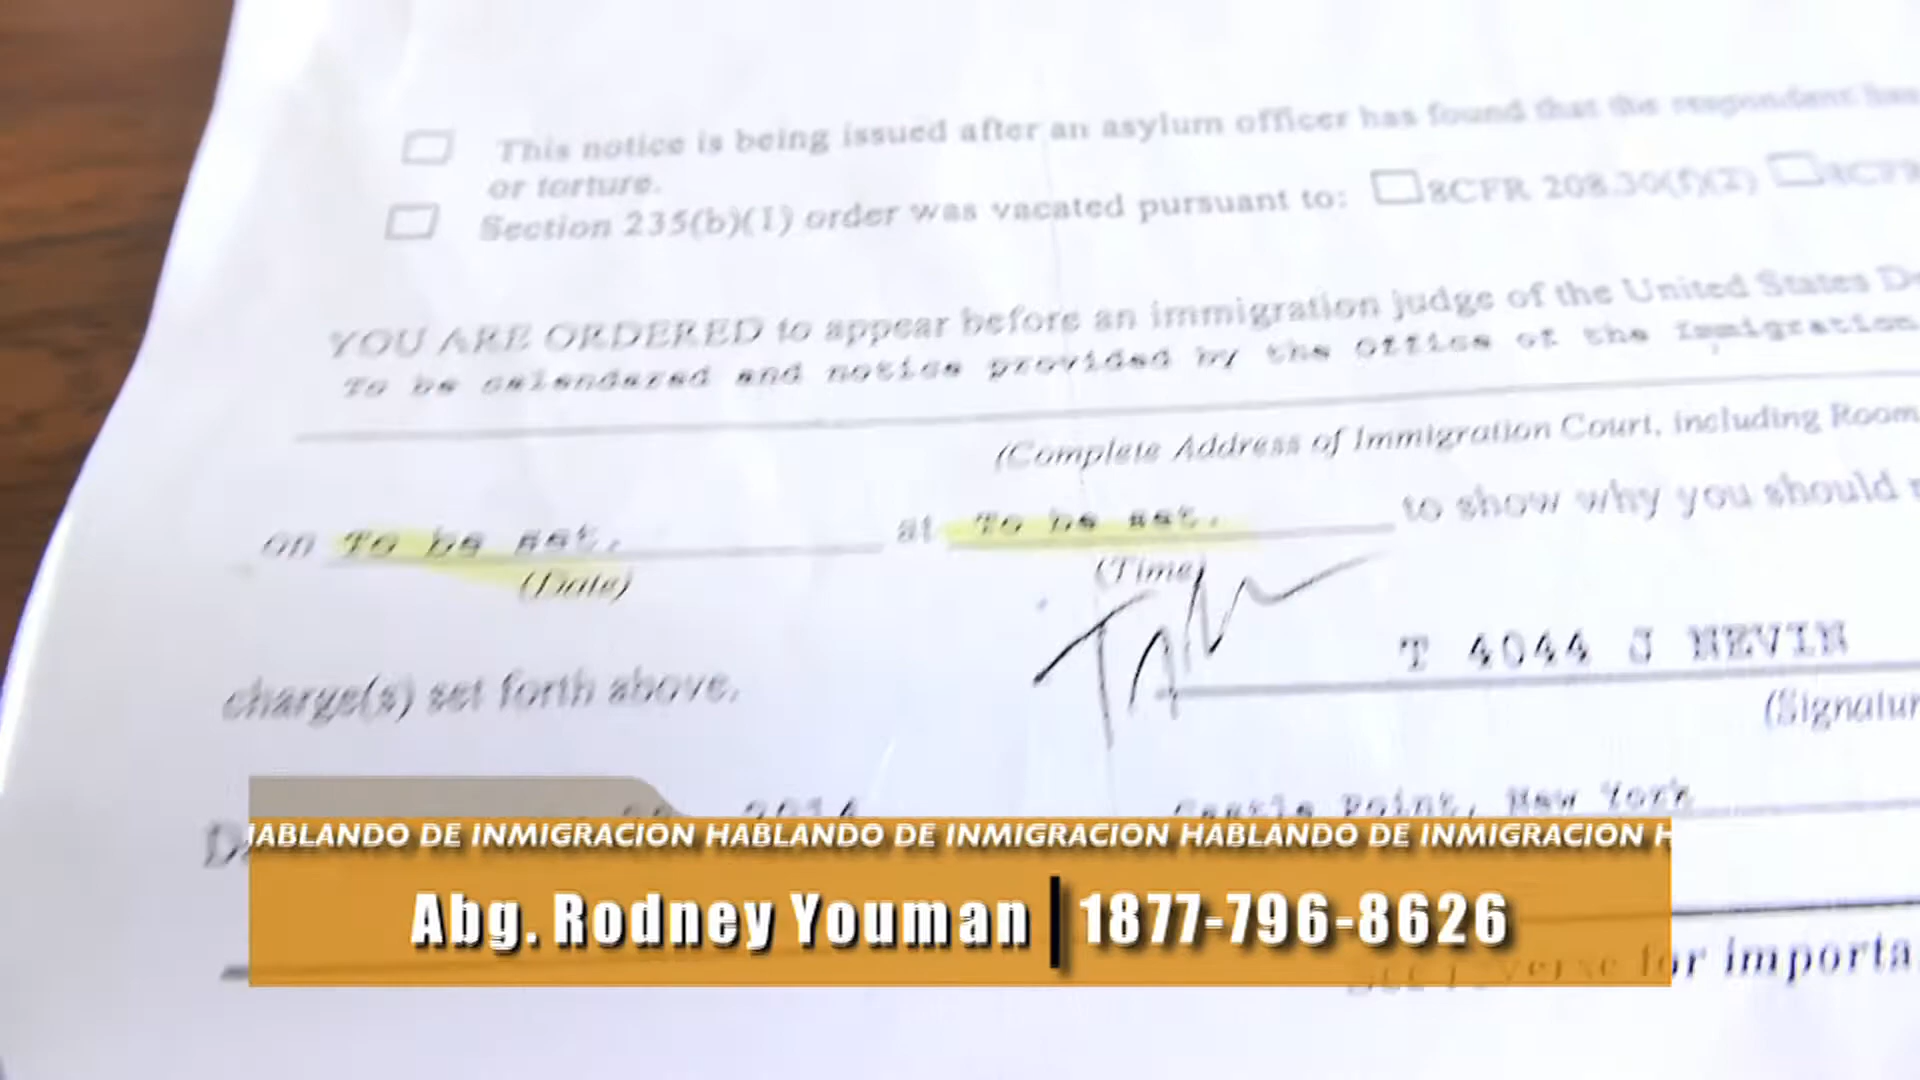 This notice is being issued after an asylum officer has found that the respondent has
or torture.
Section 235(b)(1) order was vacated pursuant to: 8CFR 208.30(f)(2) 8CFR
YOU ARE ORDERED to appear before an immigration judge of the United States De
To be calendared and notice provided by the office of the Immigration
(Complete Address of Immigration Court, including Room
on To be set. at To be set. to show why you should
(Date) (Time)
T 4044 J NEVIN
charge(s) set forth above.
(Signatur
2014 Castle Point, New York
HABLANDO DE INMIGRACION HABLANDO DE INMIGRACION HABLANDO DE INMIGRACION H
Abg. Rodney Youman | 1877-796-8626
for importa